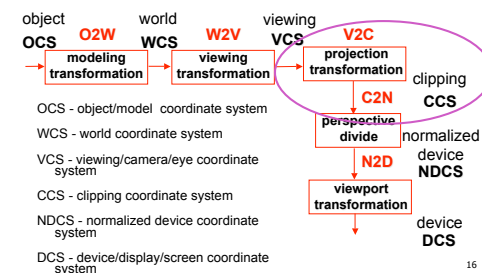 object
world
viewing
OCS O2W WCS W2V VCS V2C
modeling
transformation
viewing
transformation
projection
transformation
clipping
CCS
C2N
perspective
divide
normalized
device
NDCS
N2D
viewport
transformation
device
DCS
OCS - object/model coordinate system
WCS - world coordinate system
VCS - viewing/camera/eye coordinate
system
CCS - clipping coordinate system
NDCS - normalized device coordinate
system
DCS - device/display/screen coordinate
system
16